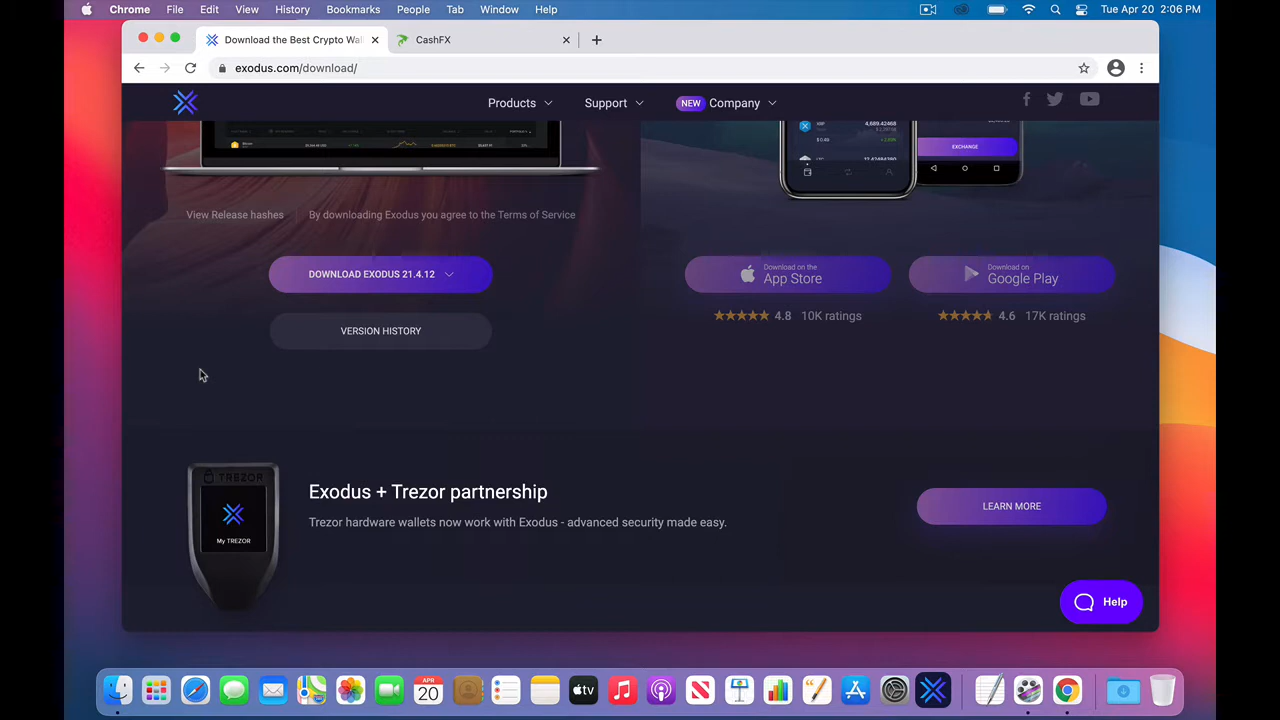 Chrome File Edit View History Bookmarks People Tab Window Help Tue Apr 20 2:06 PM
Download the Best Crypto Wal CashFX
exodus.com/download/
Products Support NEW Company
EXCHANGE
View Release hashes By downloading Exodus you agree to the Terms of Service
DOWNLOAD EXODUS 21.4.12
Download on the
App Store
Download on
Google Play
4.8 10K ratings 4.6 17K ratings
VERSION HISTORY
TREZOR
Exodus + Trezor partnership
Trezor hardware wallets now work with Exodus - advanced security made easy.
LEARN MORE
My TREZOR
Help
APR
20
tv